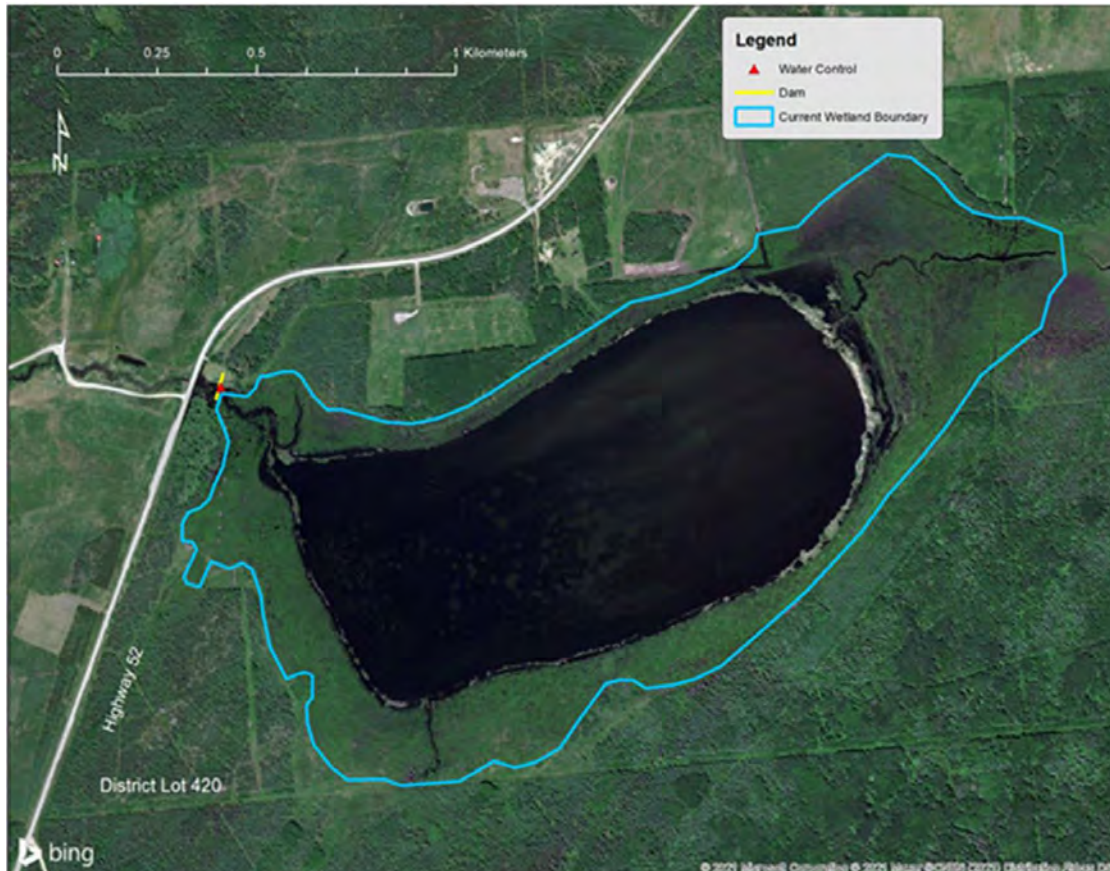 0 0.25 0.5 1 Kilometers
N
Legend
Water Control
Dam
Current Wetland Boundary
Highway 52
District Lot 420
bing